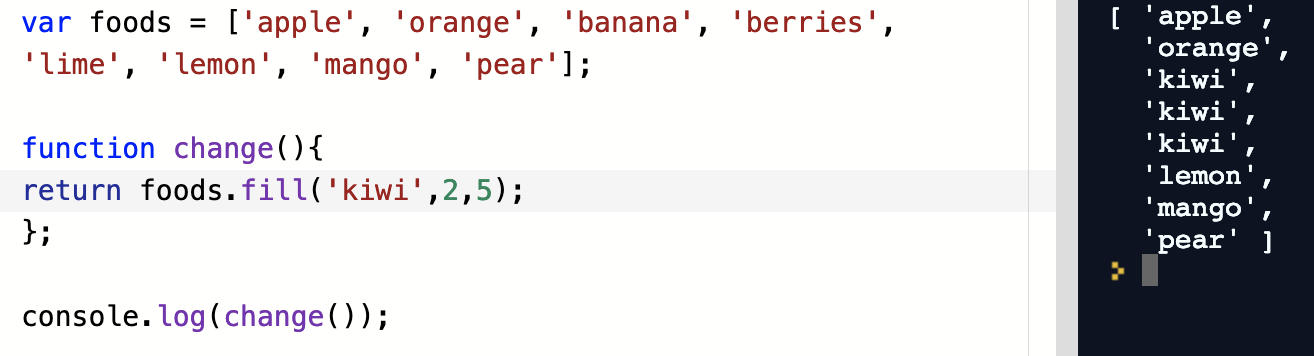 var foods = ['apple', 'orange', 'banana', 'berries',
'lime', 'lemon', 'mango', 'pear'];
function change(){
return foods.fill('kiwi',2,5);
};
console.log(change());
[ 'apple',
'orange',
'kiwi',
'kiwi',
'kiwi',
'lemon',
'mango',
'pear' ]